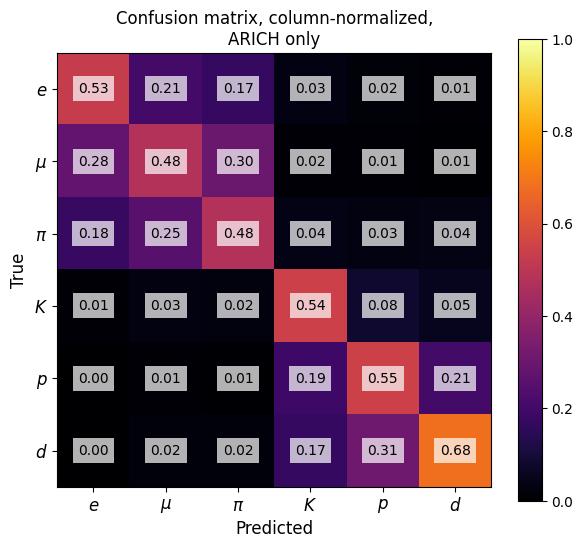 Confusion matrix, column-normalized,
ARICH only
True
e 0.53 0.21 0.17 0.03 0.02 0.01
μ 0.28 0.48 0.30 0.02 0.01 0.01
π 0.18 0.25 0.48 0.04 0.03 0.04
K 0.01 0.03 0.02 0.54 0.08 0.05
p 0.00 0.01 0.01 0.19 0.55 0.21
d 0.00 0.02 0.02 0.17 0.31 0.68
e μ π K p d
Predicted
1.0
0.8
0.6
0.4
0.2
0.0